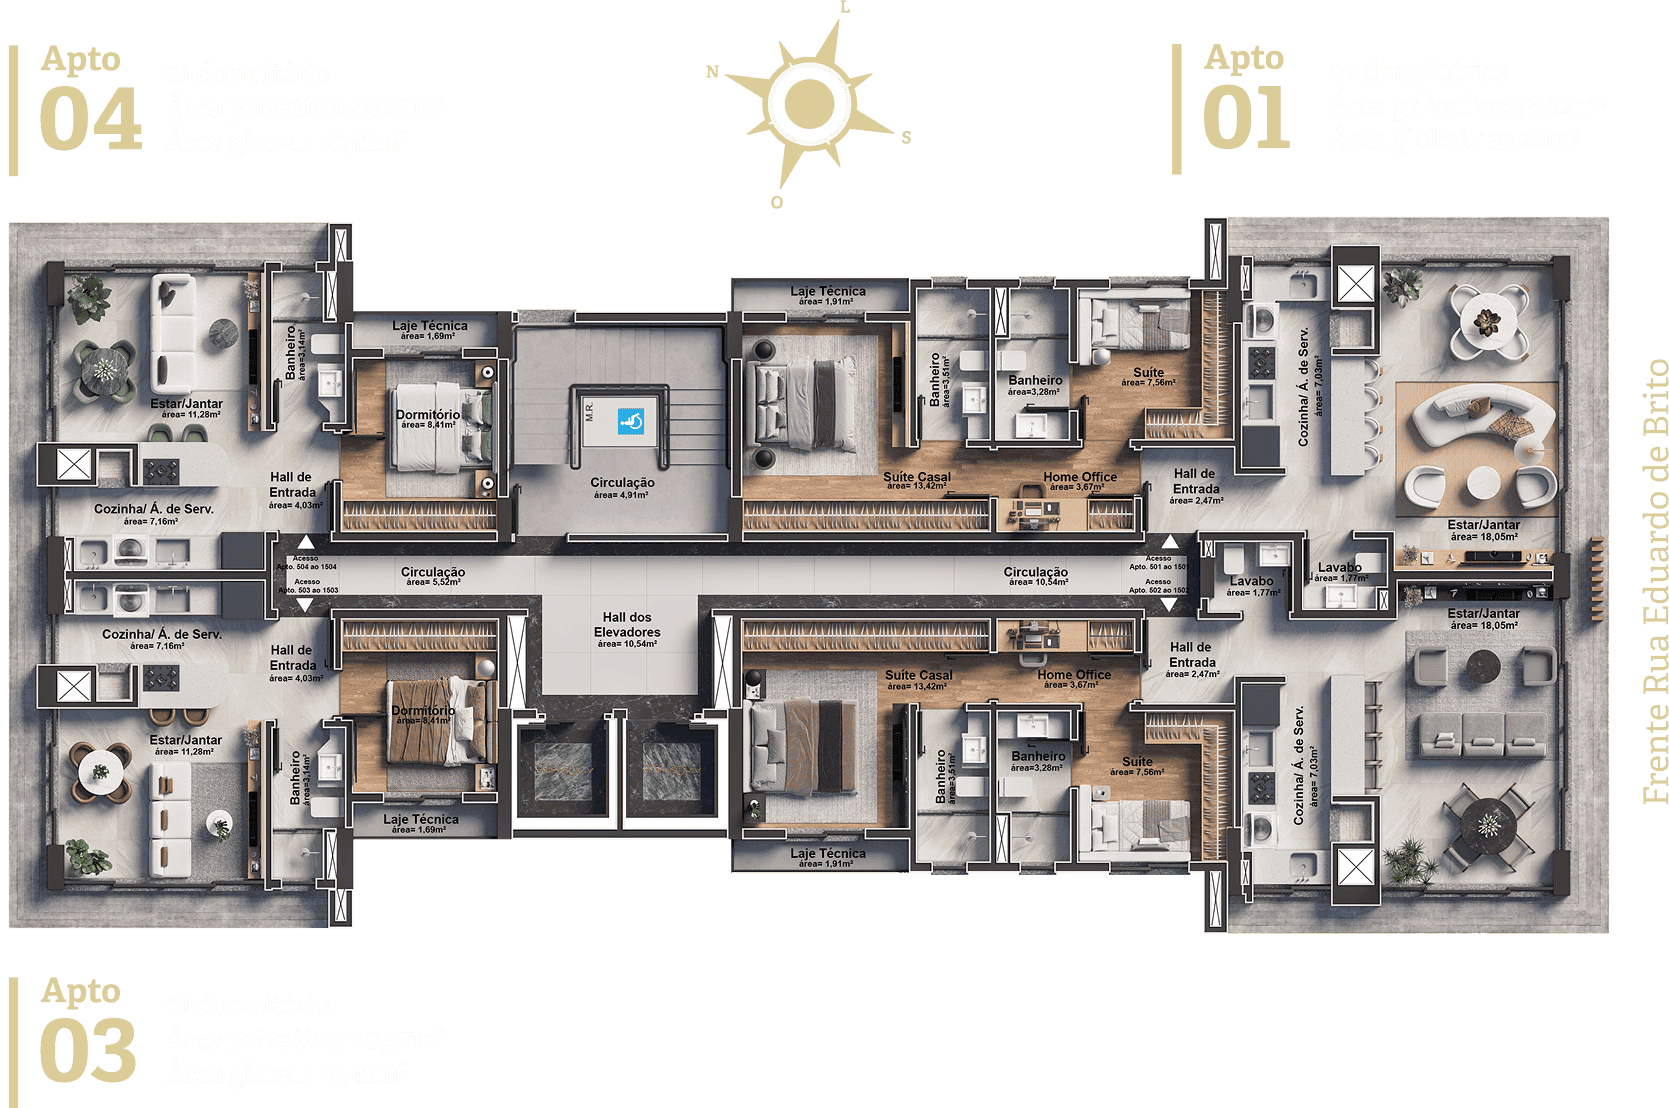 L
N
S
O
Apto
04
Apto
01
Laje Técnica
área= 1,91m²
Laje Técnica
área= 1,69m²
Banheiro
área=3,14m²
Estar/Jantar
área= 11,28m²
Dormitório
área= 8,41m²
M.R.
Circulação
área= 4,91m²
Banheiro
área=3,51m²
Banheiro
área=3,28m²
Suíte
área= 7,56m²
Cozinha/ Á. de Serv.
área= 7,03m²
Suíte Casal
área= 13,42m²
Home Office
área= 3,67m²
Hall de
Entrada
área= 2,47m²
Hall de
Entrada
área= 4,03m²
Cozinha/ Á. de Serv.
área= 7,16m²
Estar/Jantar
área= 18,05m²
Acesso
Apto. 504 ao 1504
Circulação
área= 5,52m²
Acesso
Apto. 503 ao 1503
Circulação
área= 10,54m²
Acesso
Apto. 501 ao 1501
Acesso
Apto. 502 ao 1502
Lavabo
área= 1,77m²
Lavabo
área= 1,77m²
Estar/Jantar
área= 18,05m²
Frente Rua Eduardo de Brito
Cozinha/ Á. de Serv.
área= 7,16m²
Hall de
Entrada
área= 4,03m²
Hall dos
Elevadores
área= 10,54m²
Hall de
Entrada
área= 2,47m²
Suíte Casal
área= 13,42m²
Home Office
área= 3,67m²
Dormitório
área= 8,41m²
Estar/Jantar
área= 11,28m²
Banheiro
área=3,14m²
Banheiro
área=3,51m²
Banheiro
área=3,28m²
Suíte
área= 7,56m²
Cozinha/ Á. de Serv.
área= 7,03m²
Laje Técnica
área= 1,69m²
Laje Técnica
área= 1,91m²
Apto
03